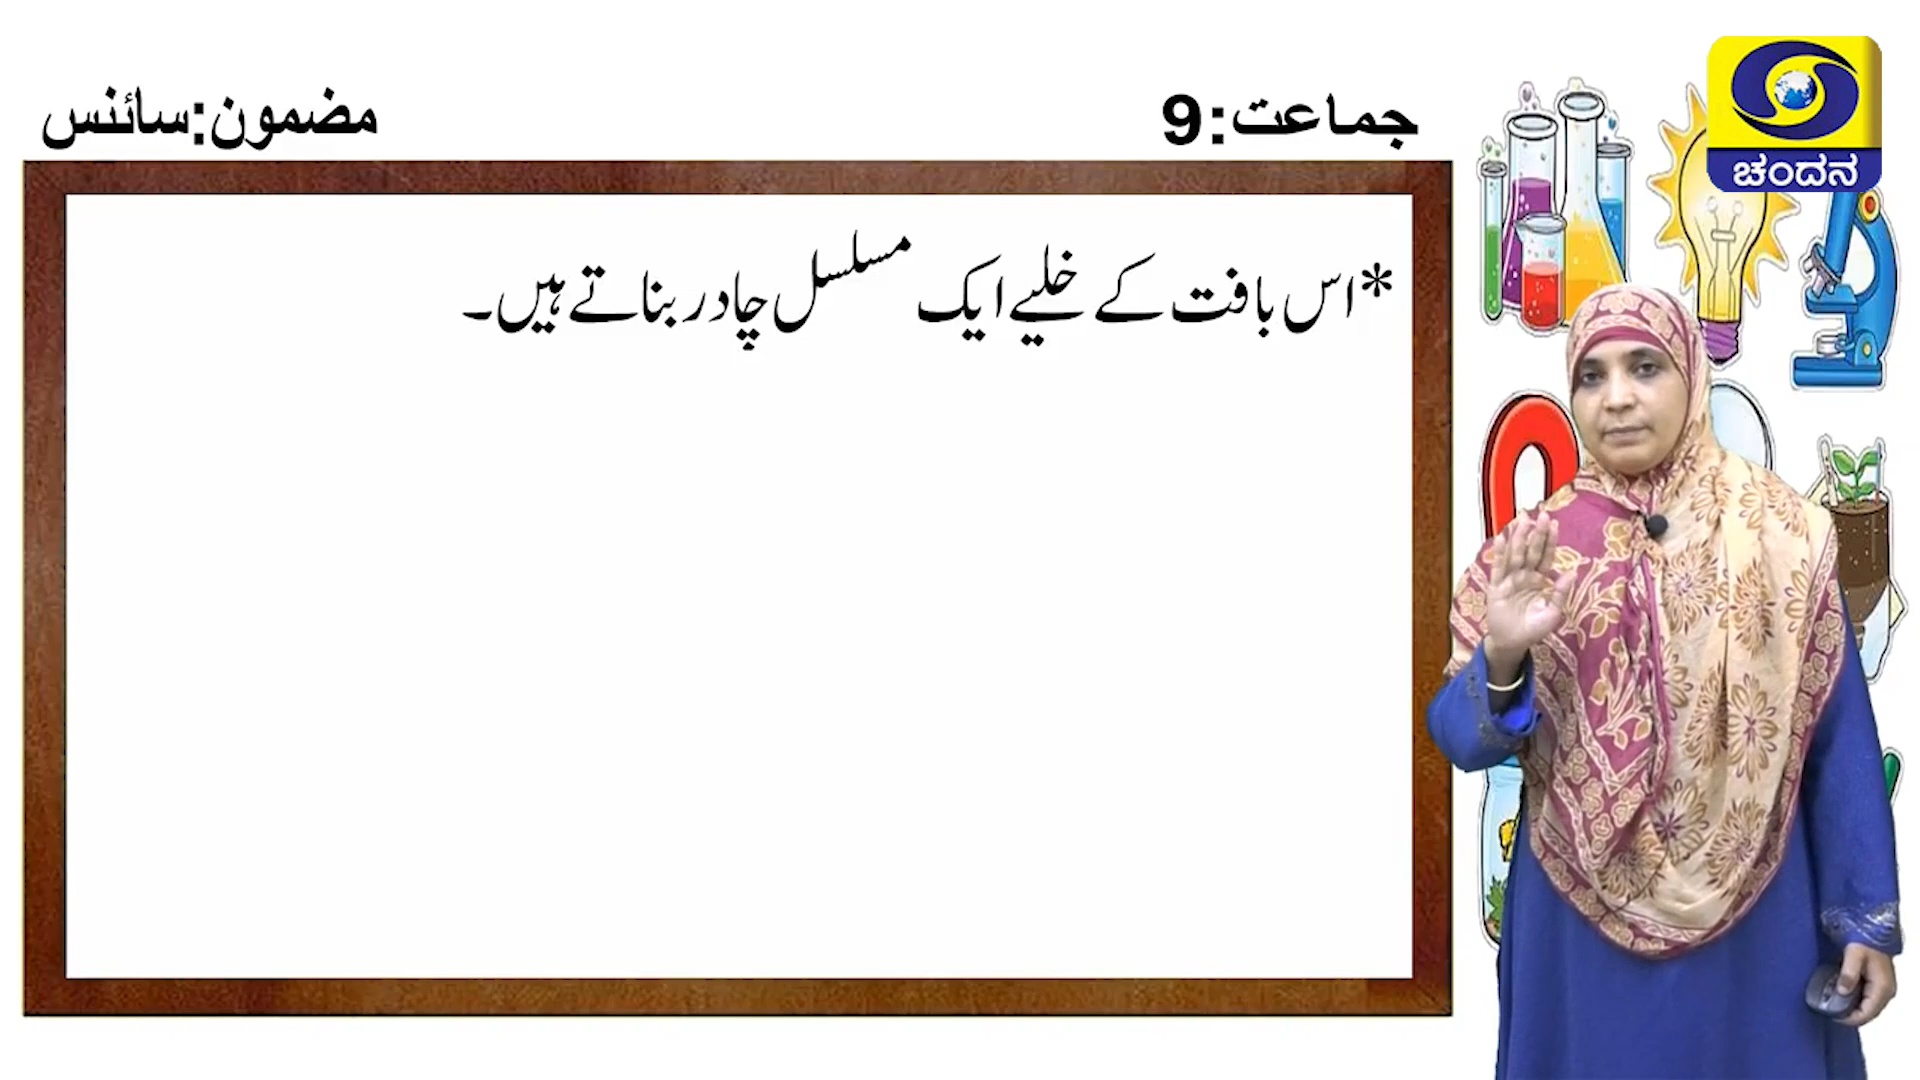 جماعت:9
مضمون:سائنس
ಚಂದನ
*اس بافت کے خلیے ایک مسلسل چادر بناتے ہیں۔